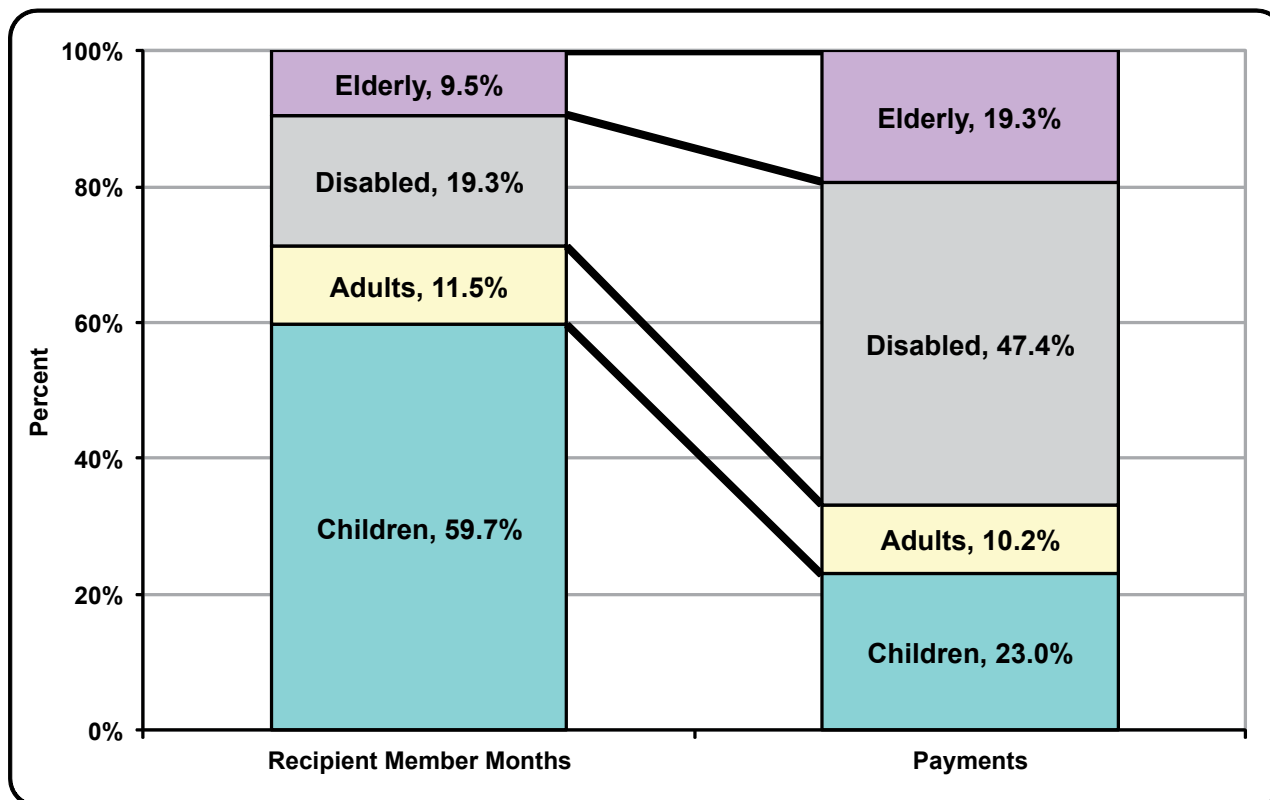 100%
80%
60%
40%
20%
0%
Percent
Elderly, 9.5%
Disabled, 19.3%
Adults, 11.5%
Children, 59.7%
Elderly, 19.3%
Disabled, 47.4%
Adults, 10.2%
Children, 23.0%
Recipient Member Months
Payments